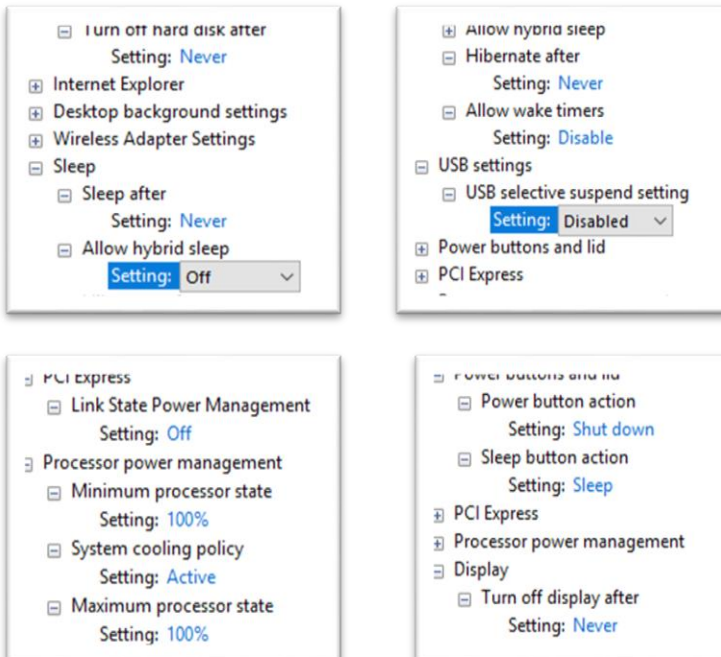 Turn off hard disk after
Setting: Never
Internet Explorer
Desktop background settings
Wireless Adapter Settings
Sleep
Sleep after
Setting: Never
Allow hybrid sleep
Setting: Off
Allow hybrid sleep
Hibernate after
Setting: Never
Allow wake timers
Setting: Disable
USB settings
USB selective suspend setting
Setting: Disabled
Power buttons and lid
PCI Express
PCI Express
Link State Power Management
Setting: Off
Processor power management
Minimum processor state
Setting: 100%
System cooling policy
Setting: Active
Maximum processor state
Setting: 100%
Power buttons and lid
Power button action
Setting: Shut down
Sleep button action
Setting: Sleep
PCI Express
Processor power management
Display
Turn off display after
Setting: Never